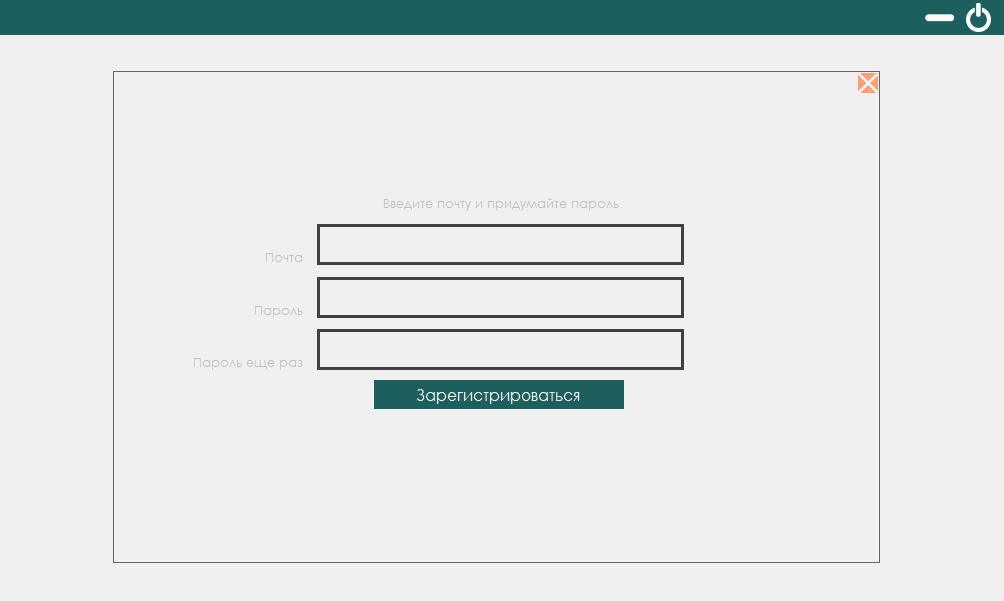 Введите почту и придумайте пароль
Почта
Пароль
Пароль еще раз
Зарегистрироваться